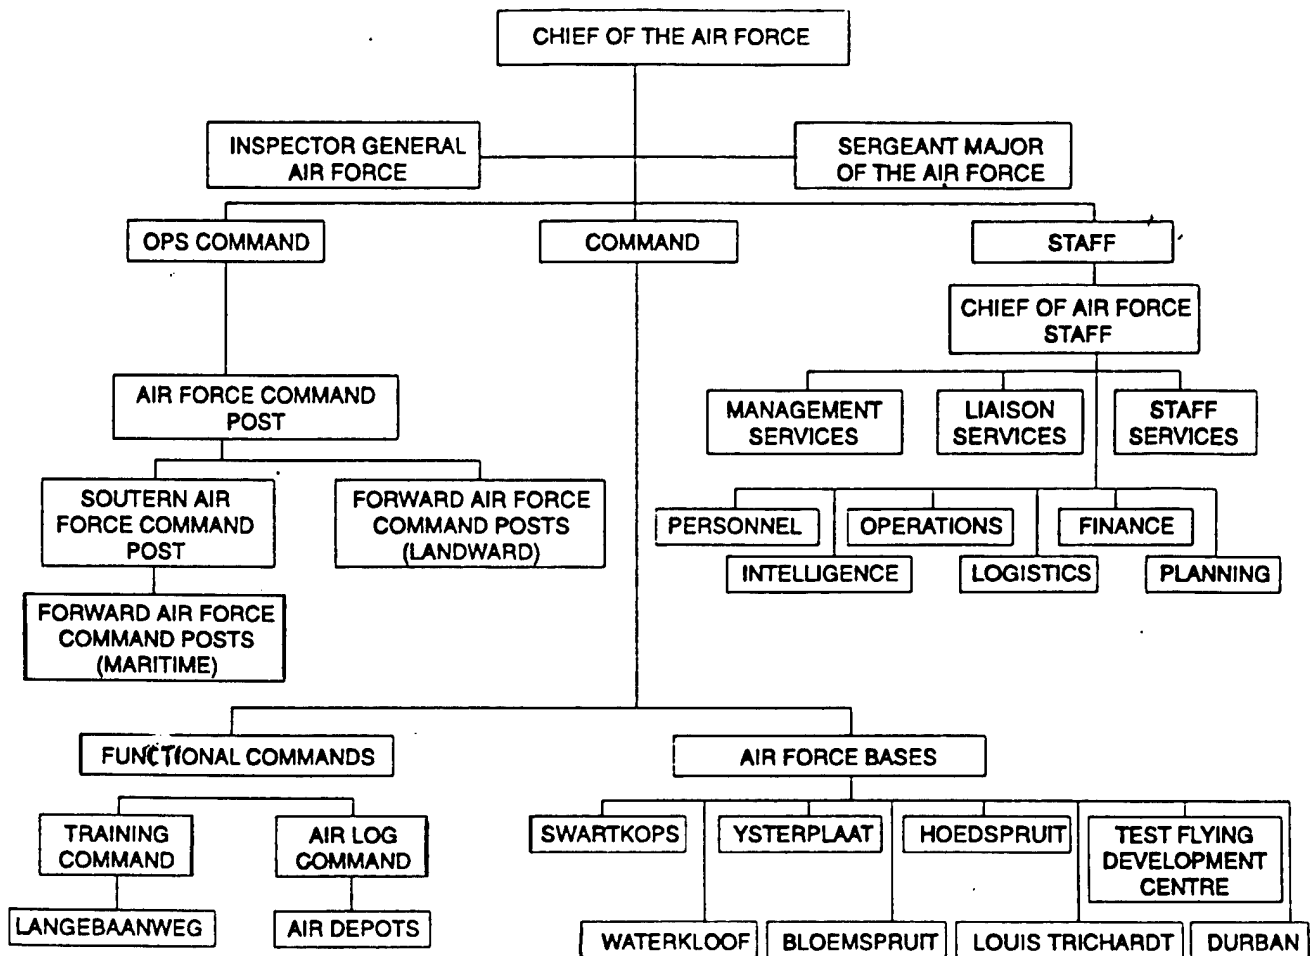 CHIEF OF THE AIR FORCE
INSPECTOR GENERAL
AIR FORCE
SERGEANT MAJOR
OF THE AIR FORCE
OPS COMMAND
COMMAND
STAFF
CHIEF OF AIR FORCE
STAFF
AIR FORCE COMMAND
POST
MANAGEMENT
SERVICES
LIAISON
SERVICES
STAFF
SERVICES
SOUTERN AIR
FORCE COMMAND
POST
FORWARD AIR FORCE
COMMAND POSTS
(LANDWARD)
PERSONNEL
OPERATIONS
FINANCE
INTELLIGENCE
LOGISTICS
PLANNING
FORWARD AIR FORCE
COMMAND POSTS
(MARITIME)
FUNCTIONAL COMMANDS
AIR FORCE BASES
TRAINING
COMMAND
AIR LOG
COMMAND
SWARTKOPS
YSTERPLAAT
HOEDSPRUIT
TEST FLYING
DEVELOPMENT
CENTRE
LANGEBAANWEG
AIR DEPOTS
WATERKLOOF
BLOEMSPRUIT
LOUIS TRICHARDT
DURBAN